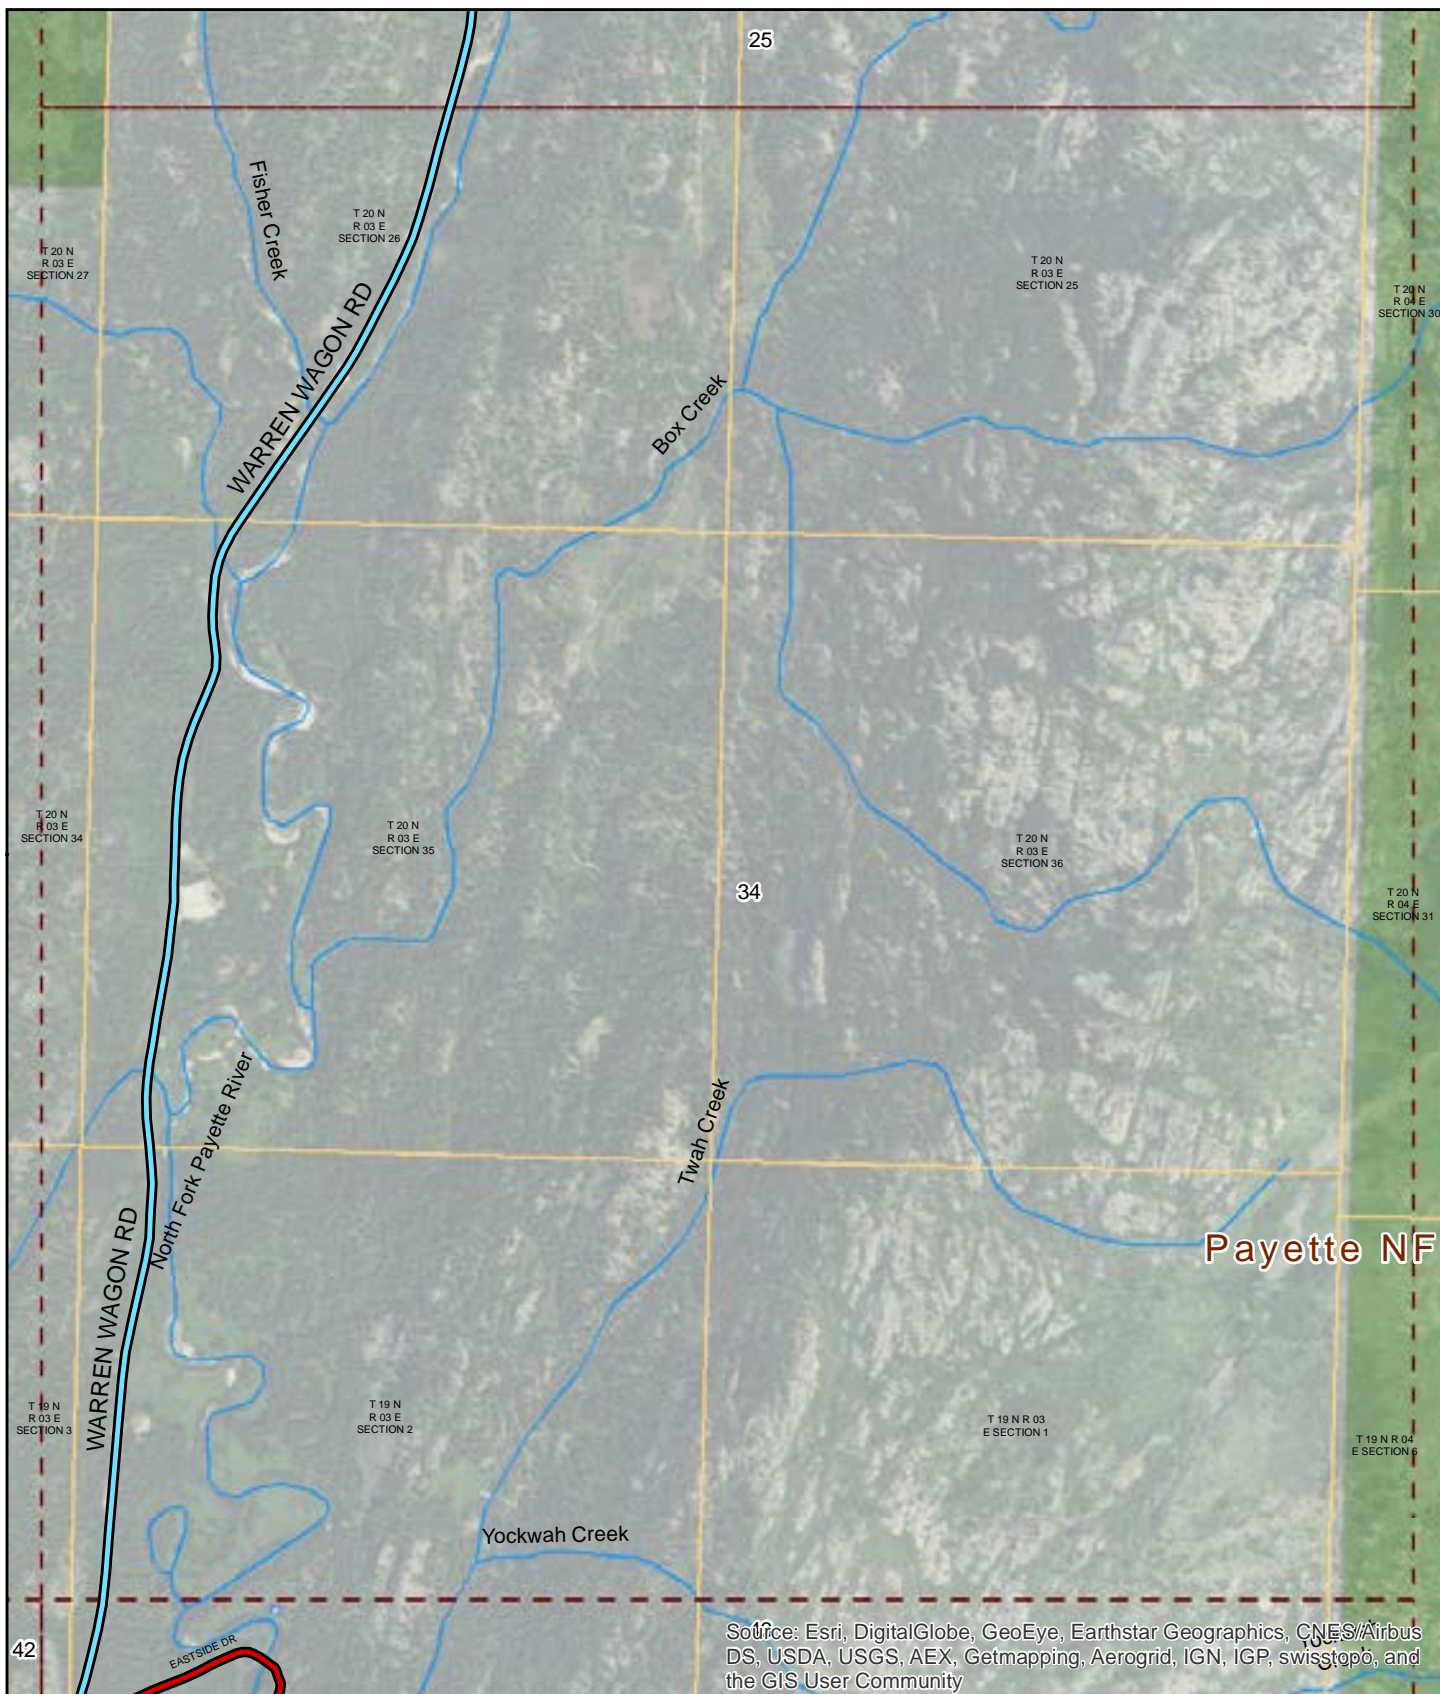 25
Fisher Creek
T 20 N
R 03 E
SECTION 26
T 20 N
R 03 E
SECTION 27
T 20 N
R 03 E
SECTION 25
T 20 N
R 04 E
SECTION 30
WARREN WAGON RD
Box Creek
T 20 N
R 03 E
SECTION 34
T 20 N
R 03 E
SECTION 35
T 20 N
R 03 E
SECTION 36
34
T 20 N
R 04 E
SECTION 31
North Fork Payette River
Twah Creek
WARREN WAGON RD
Payette NF
T 19 N
R 03 E
SECTION 3
T 19 N
R 03 E
SECTION 2
T 19 N R 03
E SECTION 1
T 19 N R 04
E SECTION 6
Yockwah Creek
42
EASTSIDE DR
Source: Esri, DigitalGlobe, GeoEye, Earthstar Geographics, CNES/Airbus
DS, USDA, USGS, AEX, Getmapping, Aerogrid, IGN, IGP, swisstopo, and
the GIS User Community